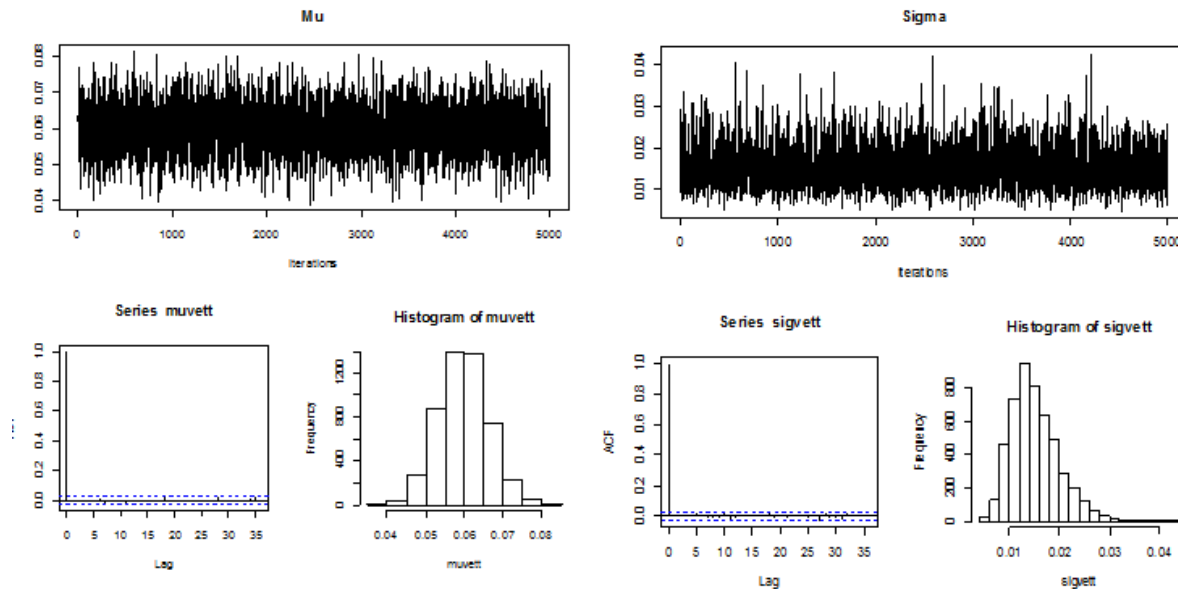 Mu
0.04 0.05 0.06 0.07 0.08
0 1000 2000 3000 4000 5000
Iterations
Sigma
0.01 0.02 0.03 0.04
0 1000 2000 3000 4000 5000
Iterations
Series muvett
0.0 0.2 0.4 0.6 0.8 1.0
0 5 10 15 20 25 30 35
Lag
Histogram of muvett
Frequency
0 400 800 1200
0.04 0.05 0.06 0.07 0.08
muvett
Series sigvett
ACF
0.0 0.2 0.4 0.6 0.8 1.0
0 5 10 15 20 25 30 35
Lag
Histogram of sigvett
Frequency
0 200 400 600 800
0.01 0.02 0.03 0.04
sigvett